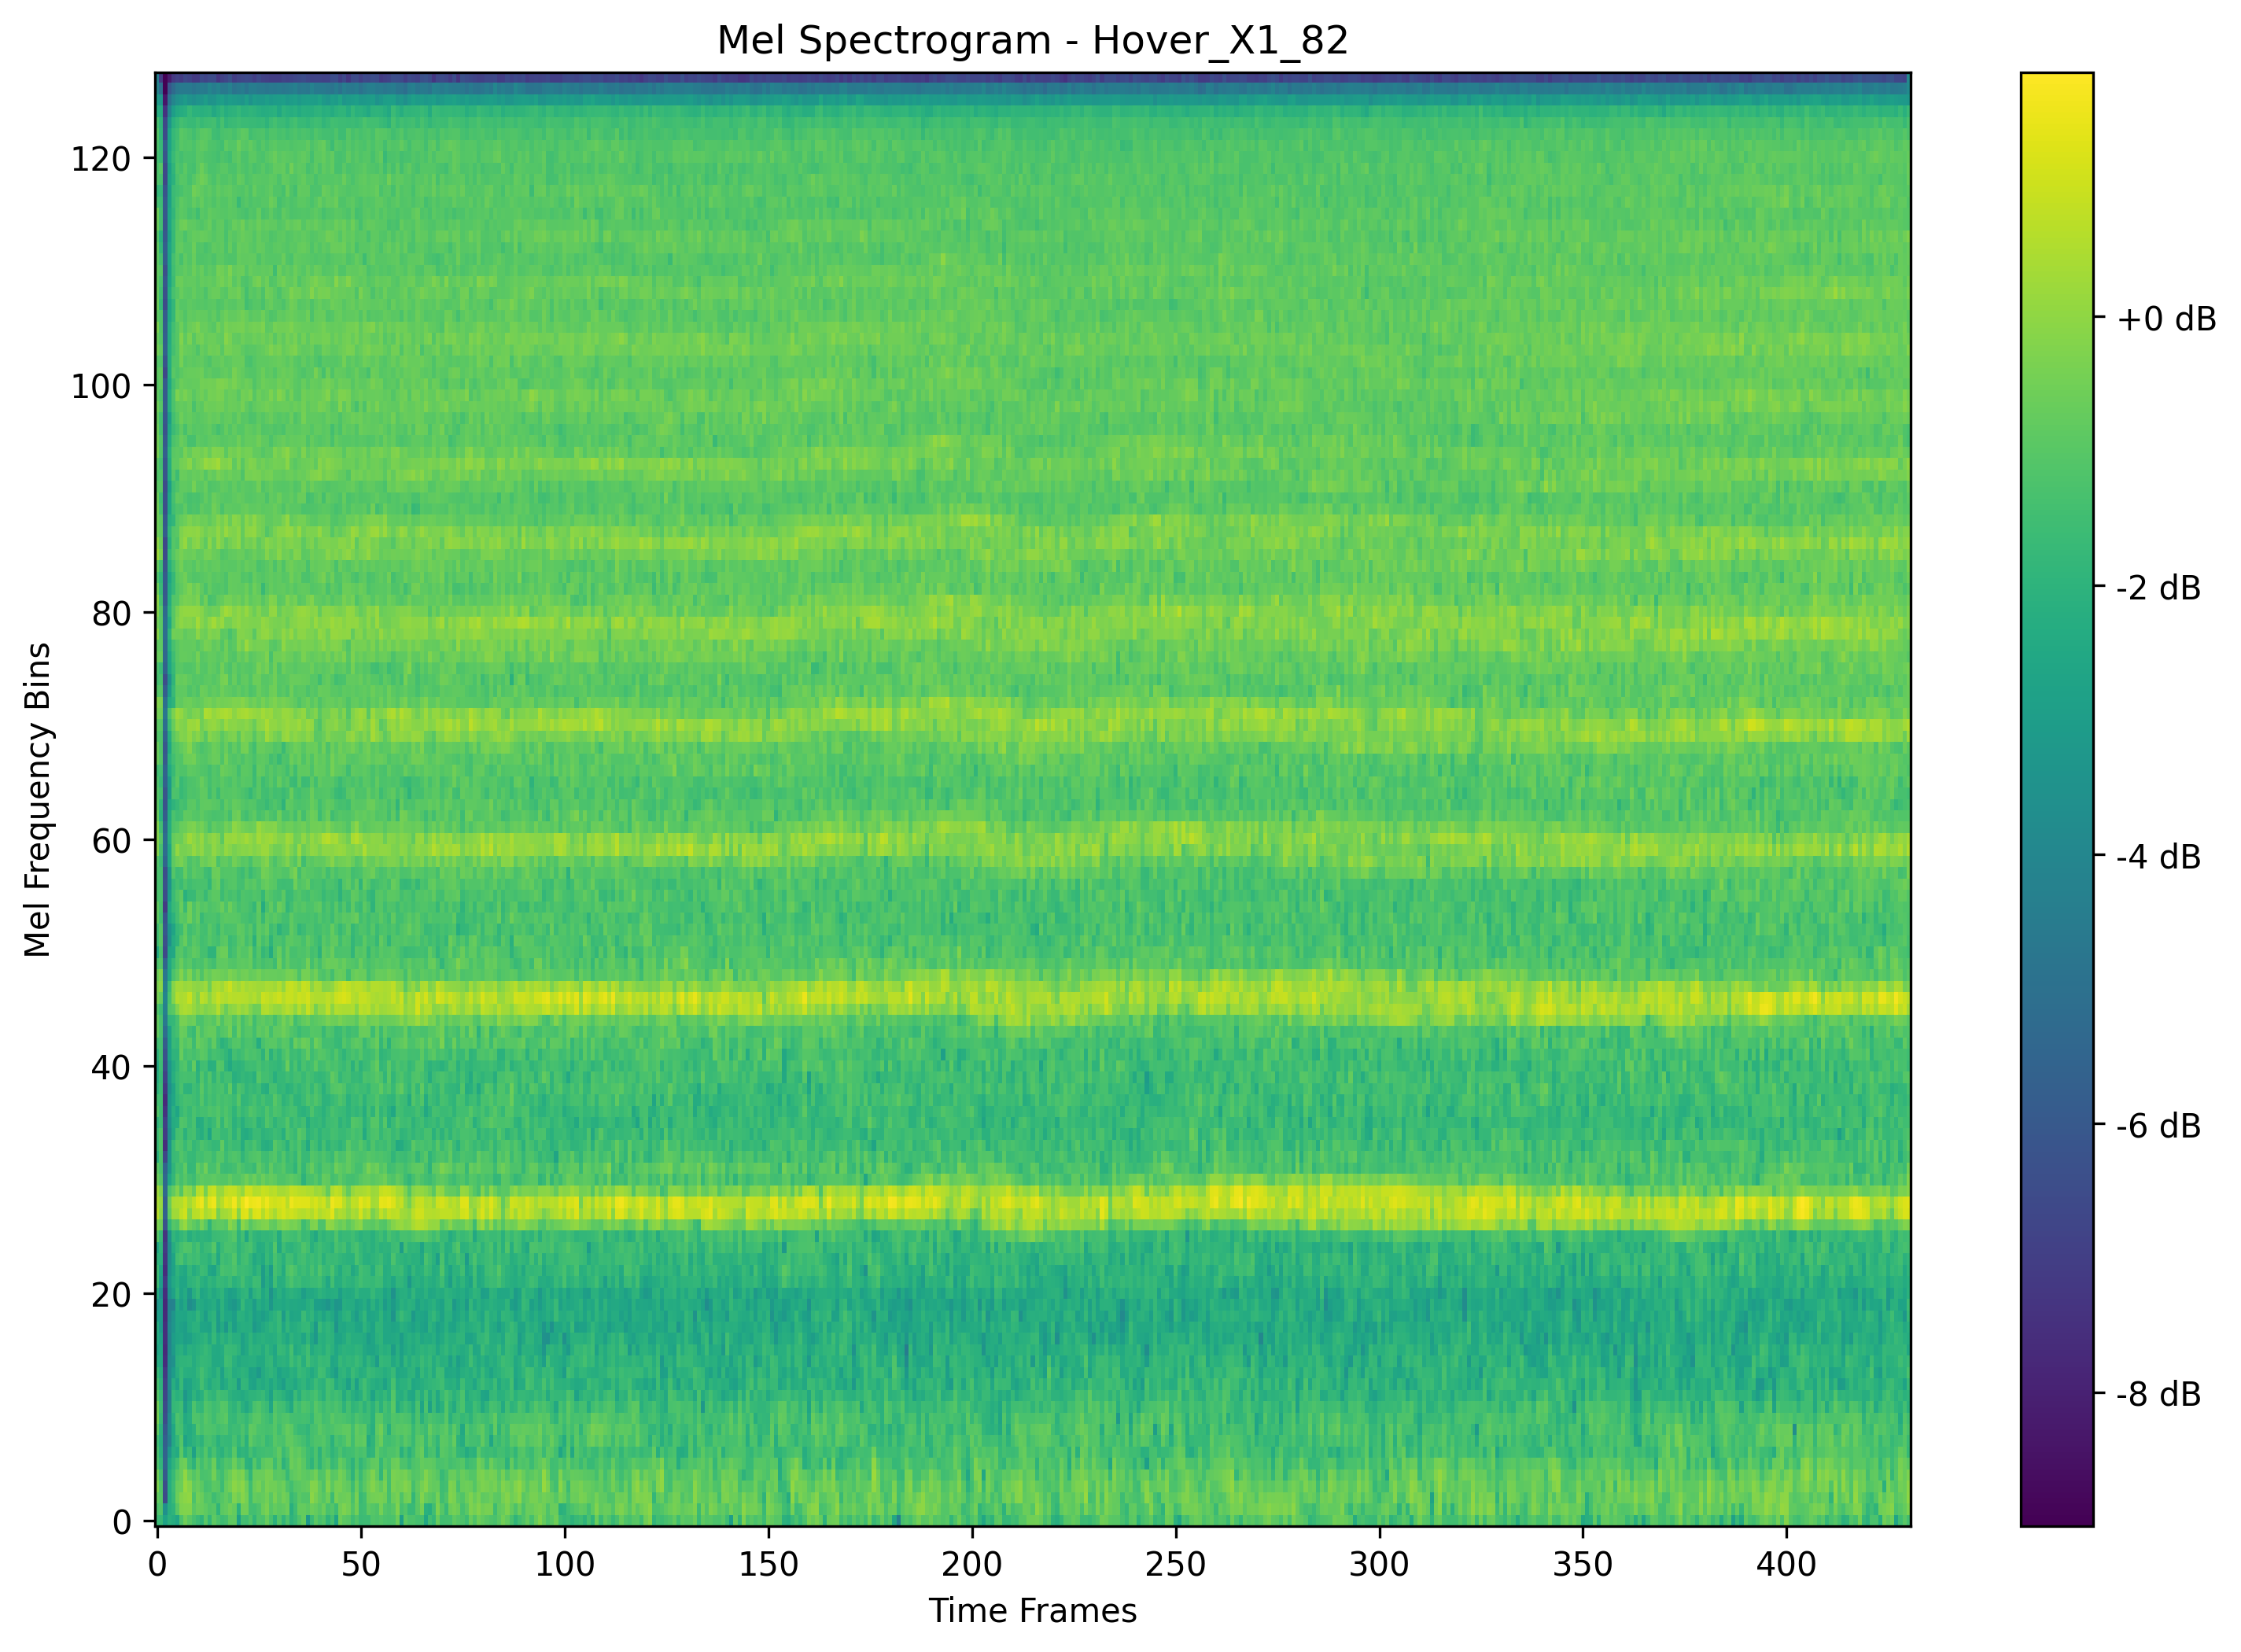 Mel Spectrogram - Hover_X1_82
Mel Frequency Bins
120
100
80
60
40
20
0
0 50 100 150 200 250 300 350 400
Time Frames
+0 dB
-2 dB
-4 dB
-6 dB
-8 dB